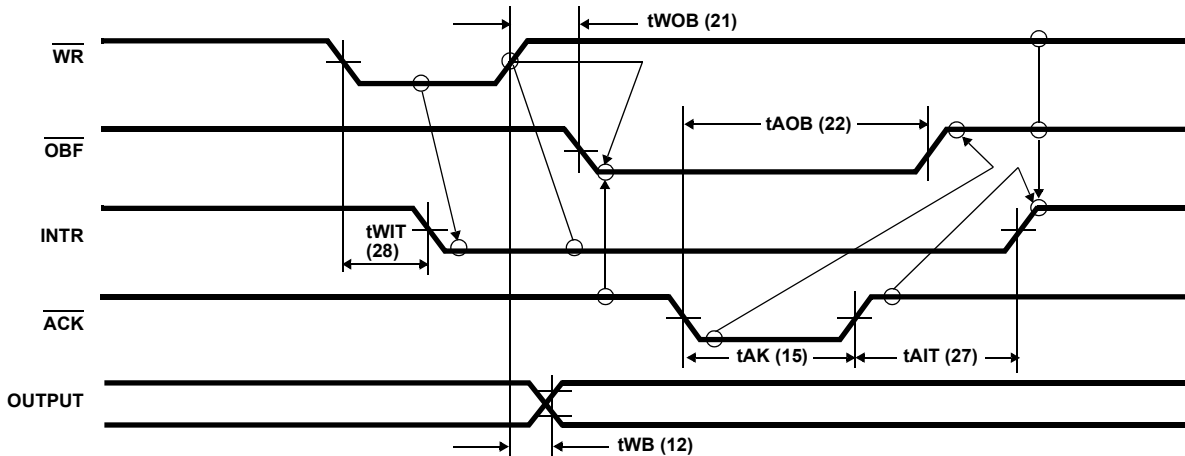 tWOB (21)
WR
tAOB (22)
OBF
INTR
tWIT
(28)
ACK
tAK (15)
tAIT (27)
OUTPUT
tWB (12)